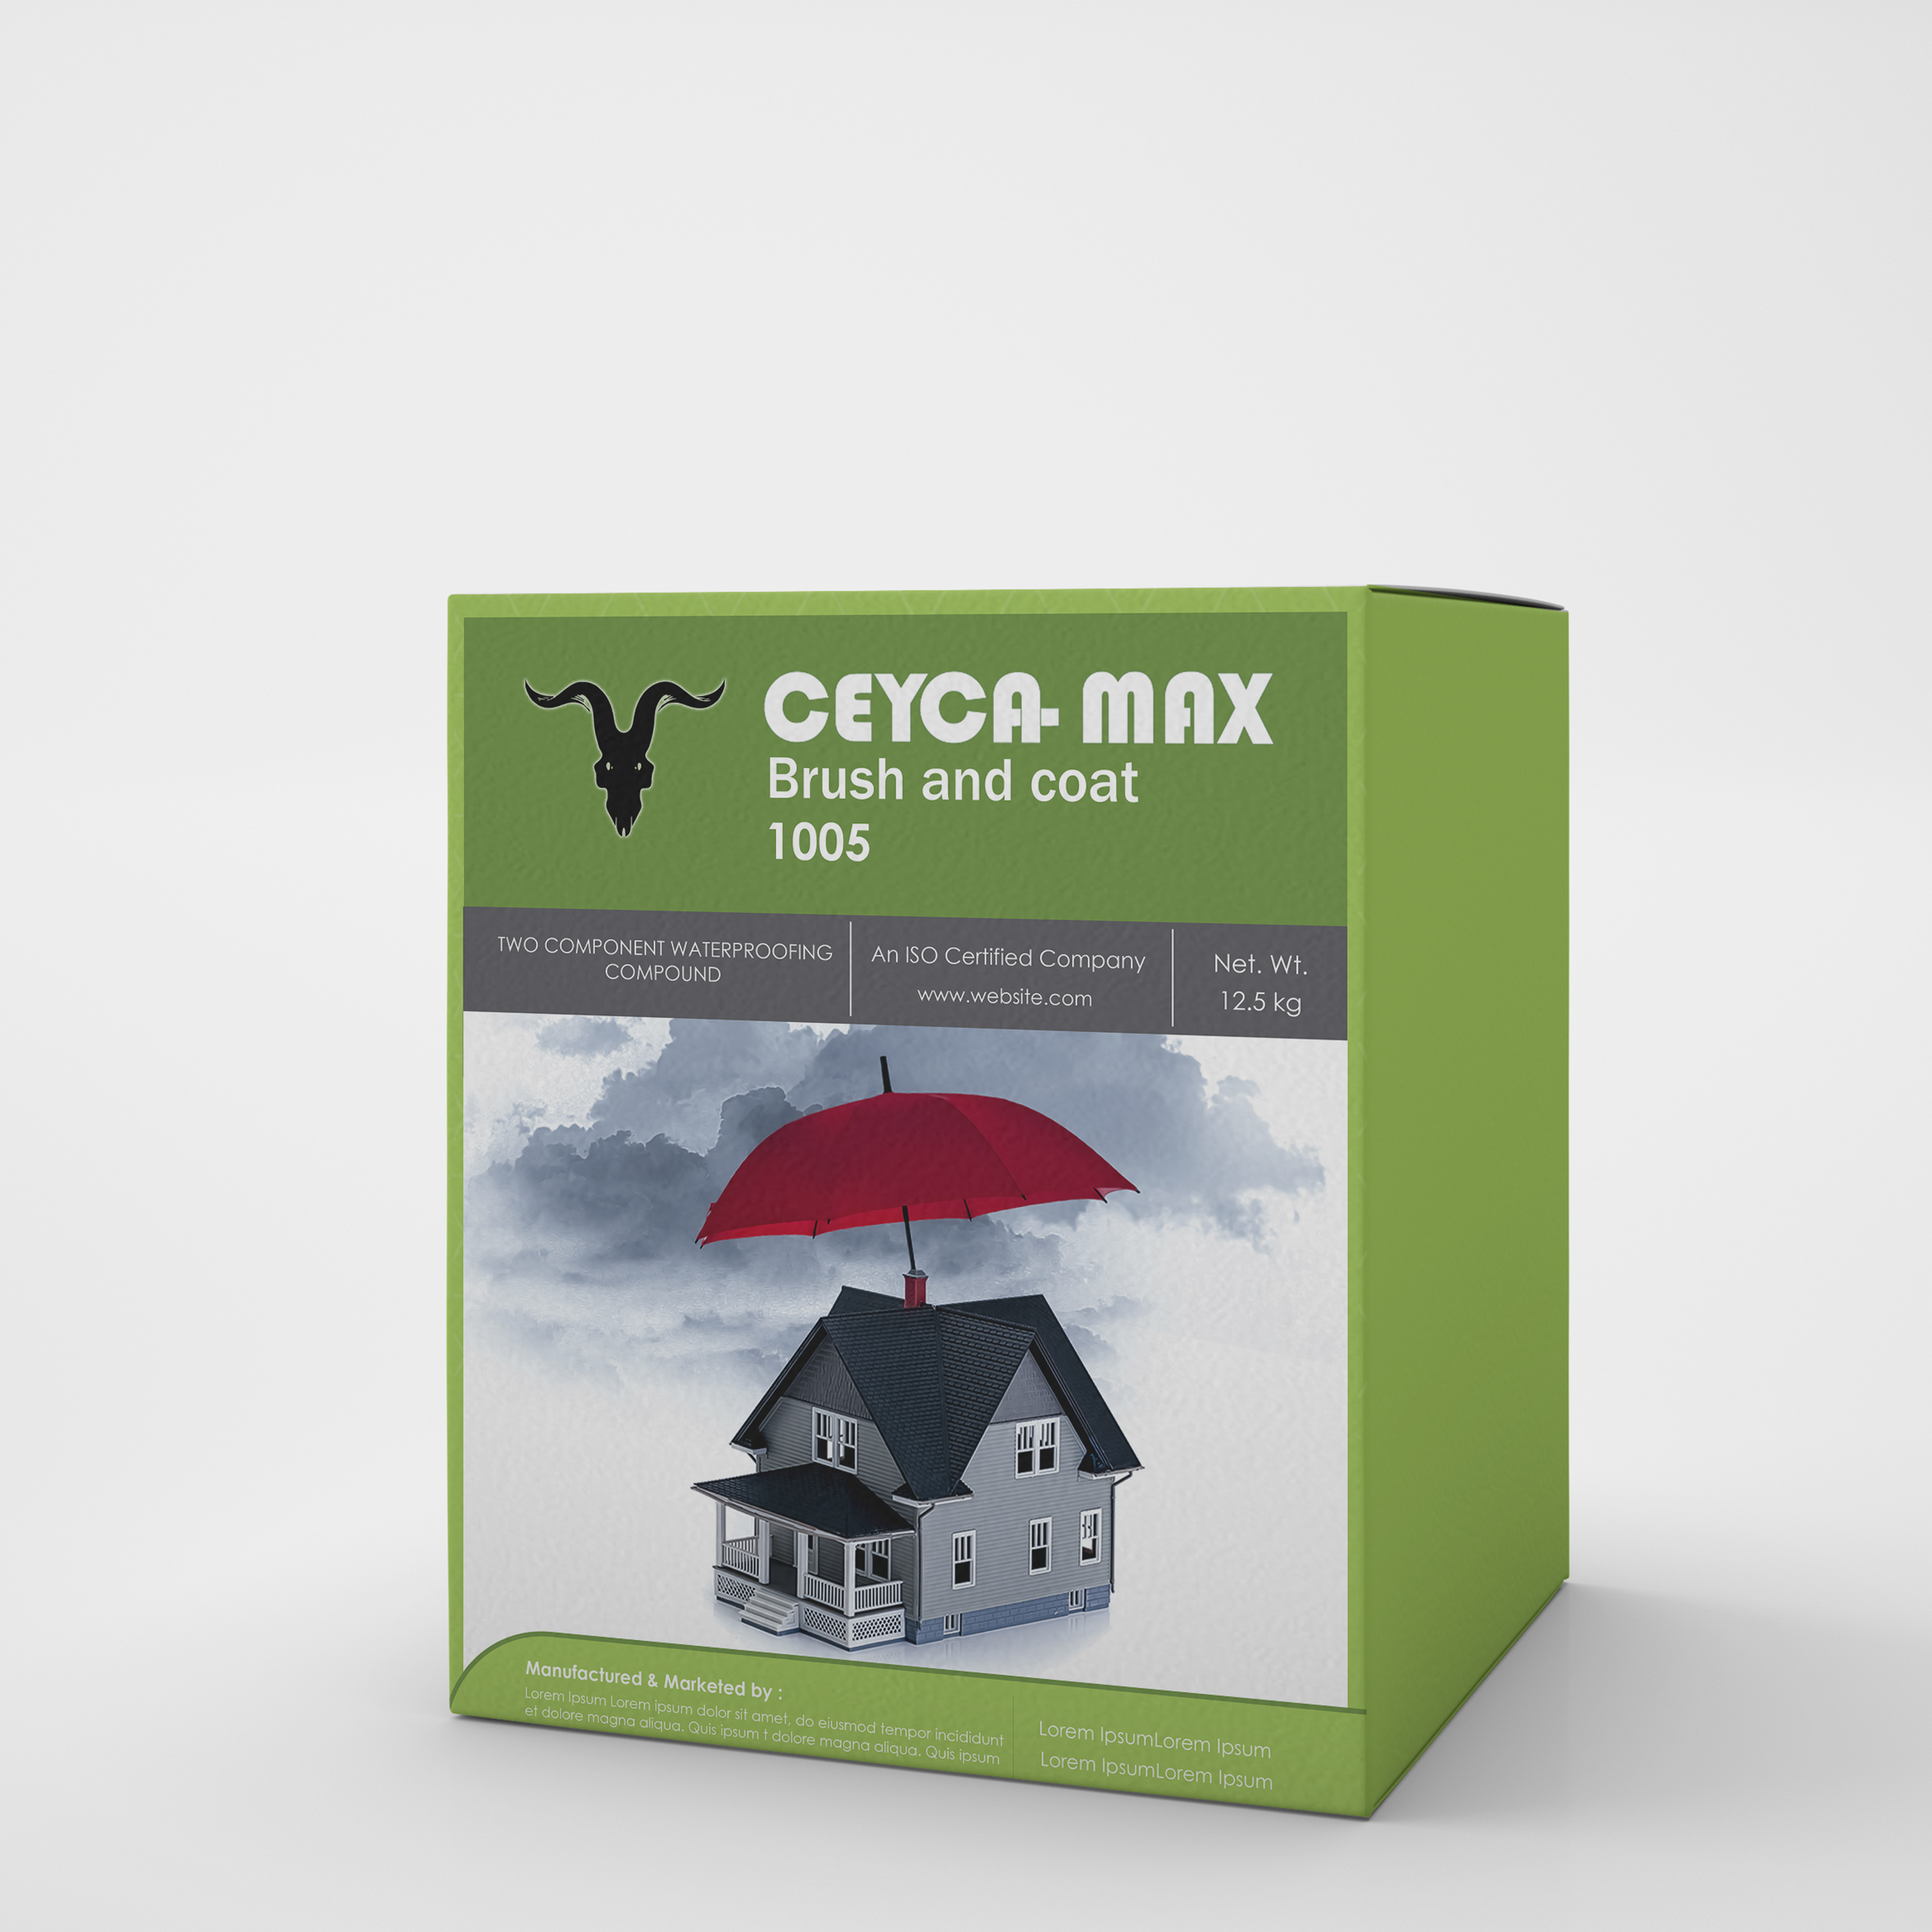 CEYCA- MAX
Brush and coat
1005
TWO COMPONENT WATERPROOFING
COMPOUND
An ISO Certified Company
www.website.com
Net. Wt.
12.5 kg
Manufactured & Marketed by :
Lorem Ipsum Lorem ipsum dolor sit amet, do eiusmod tempor incididunt
et dolore magna aliqua. Quis ipsum t dolore magna aliqua. Quis ipsum
Lorem IpsumLorem Ipsum
Lorem IpsumLorem Ipsum